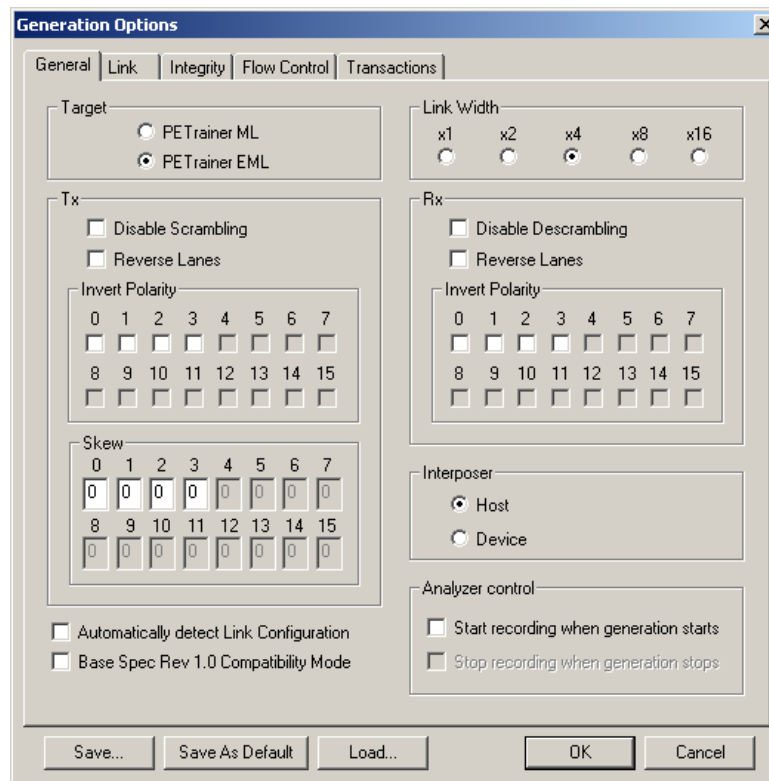 Generation Options
General Link Integrity Flow Control Transactions
Target
PETrainer ML
PETrainer EML
Link Width
x1 x2 x4 x8 x16
Tx
Disable Scrambling
Reverse Lanes
Invert Polarity
0 1 2 3 4 5 6 7
8 9 10 11 12 13 14 15
Skew
0 1 2 3 4 5 6 7
0 0 0 0 0 0 0 0
8 9 10 11 12 13 14 15
0 0 0 0 0 0 0 0
Rx
Disable Descrambling
Reverse Lanes
Invert Polarity
0 1 2 3 4 5 6 7
8 9 10 11 12 13 14 15
Interposer
Host
Device
Automatically detect Link Configuration
Base Spec Rev 1.0 Compatibility Mode
Analyzer control
Start recording when generation starts
Stop recording when generation stops
Save... Save As Default Load... OK Cancel